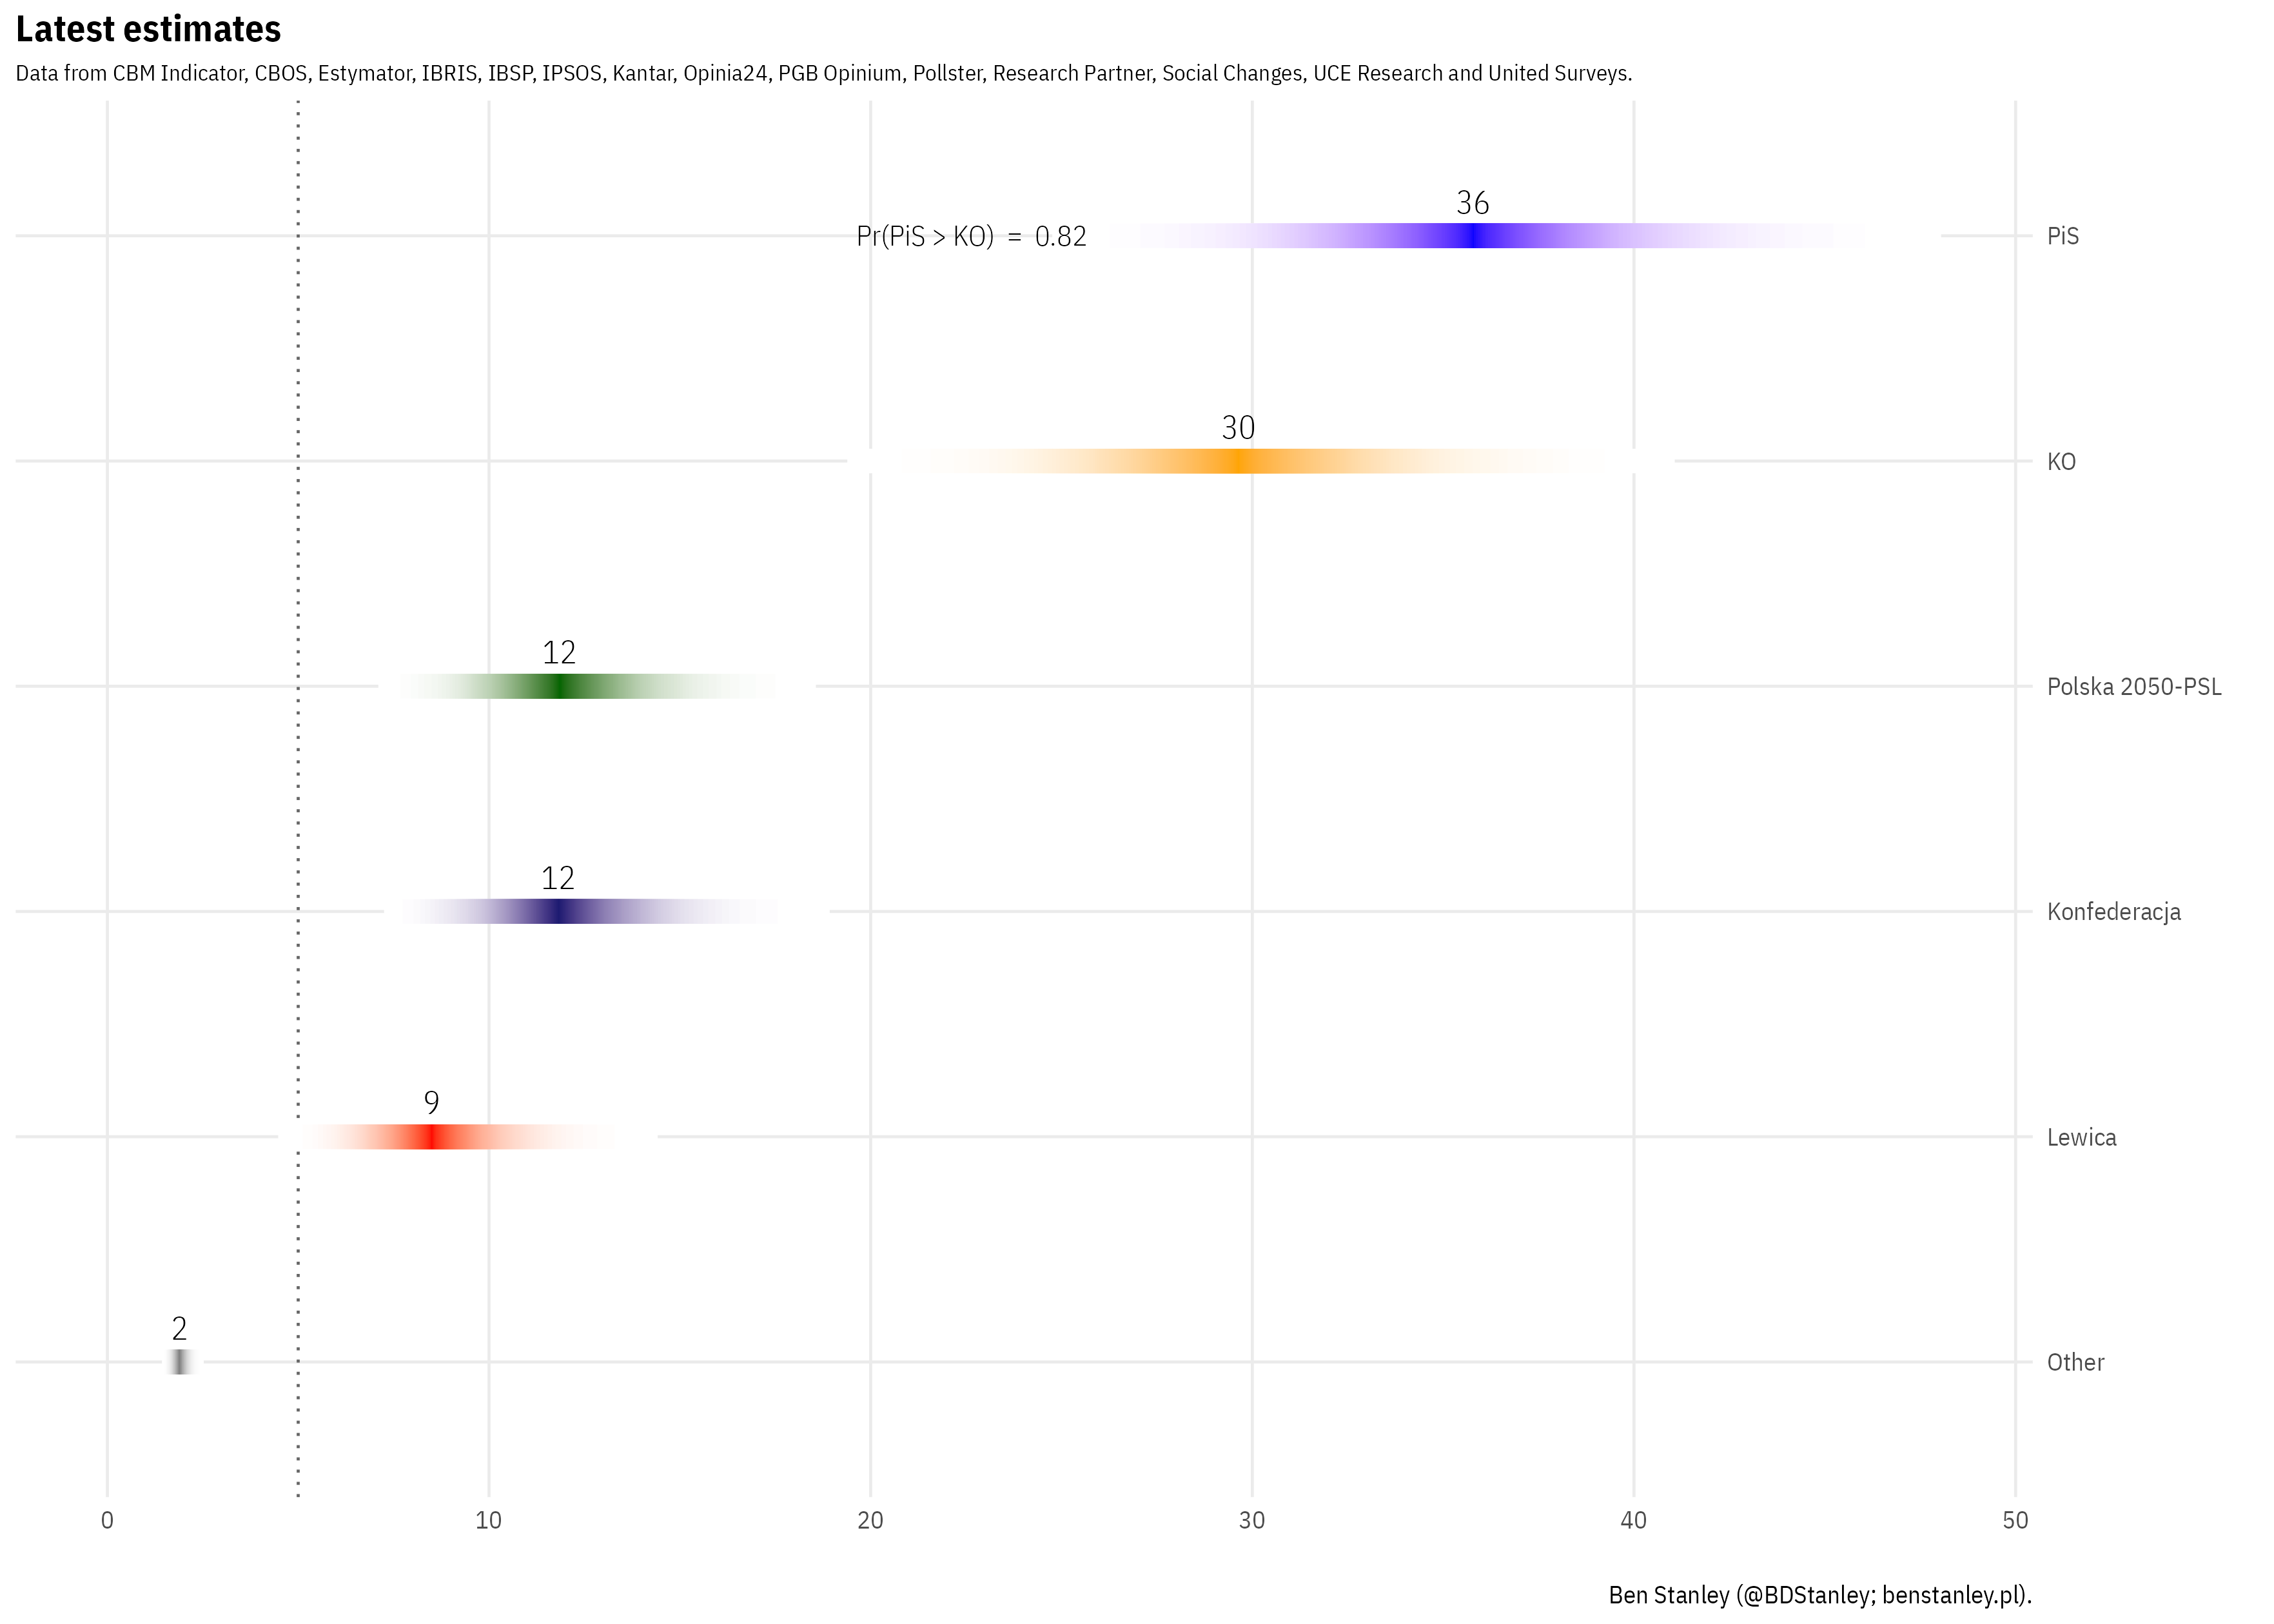 Latest estimates
Data from CBM Indicator, CBOS, Estymator, IBRIS, IBSP, IPSOS, Kantar, Opinia24, PGB Opinium, Pollster, Research Partner, Social Changes, UCE Research and United Surveys.
36
Pr(PiS > KO) = 0.82
PiS
30
KO
12
Polska 2050-PSL
12
Konfederacja
9
Lewica
2
Other
0 10 20 30 40 50
Ben Stanley (@BDStanley; benstanley.pl).